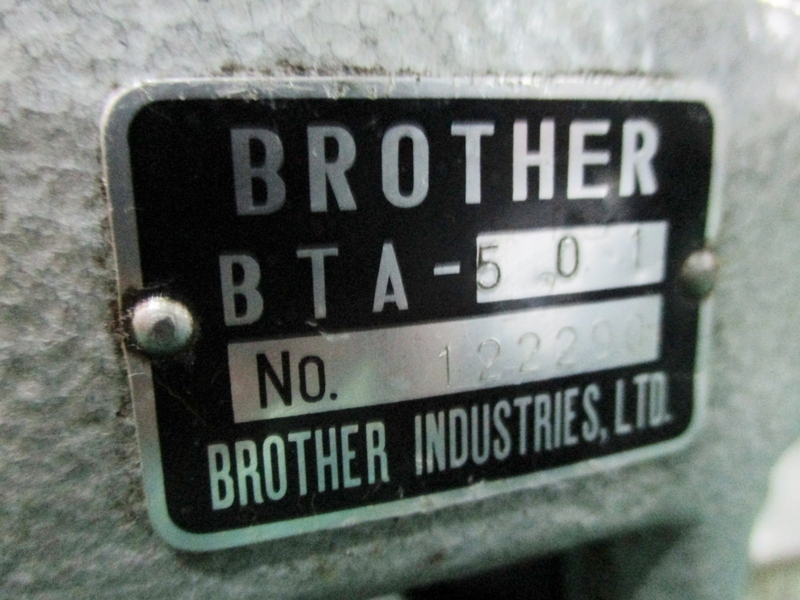 BROTHER
BTA-501
No. 122290
BROTHER INDUSTRIES, LTD.